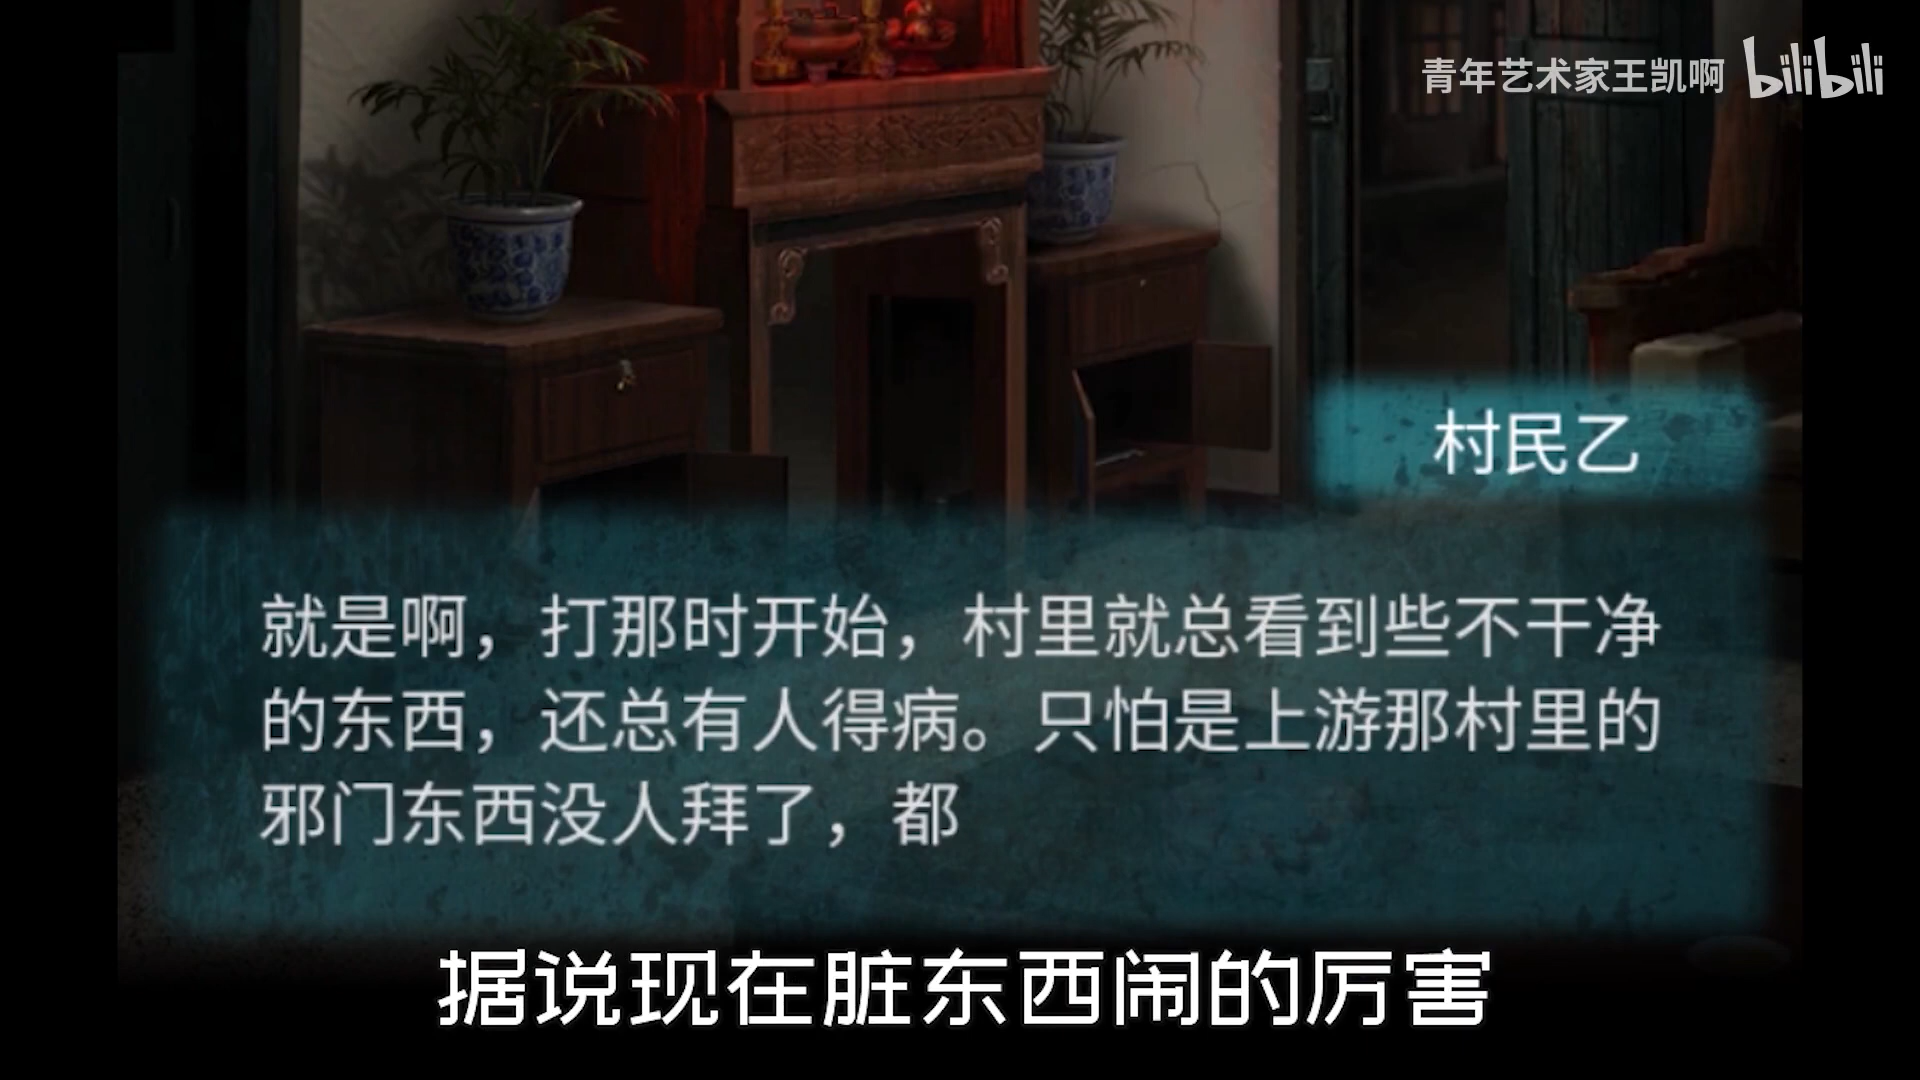 青年艺术家王凯啊 bilibili
村民乙
就是啊，打那时开始，村里就总看到些不干净
的东西，还总有人得病。只怕是上游那村里的
邪门东西没人拜了，都
据说现在脏东西闹的厉害